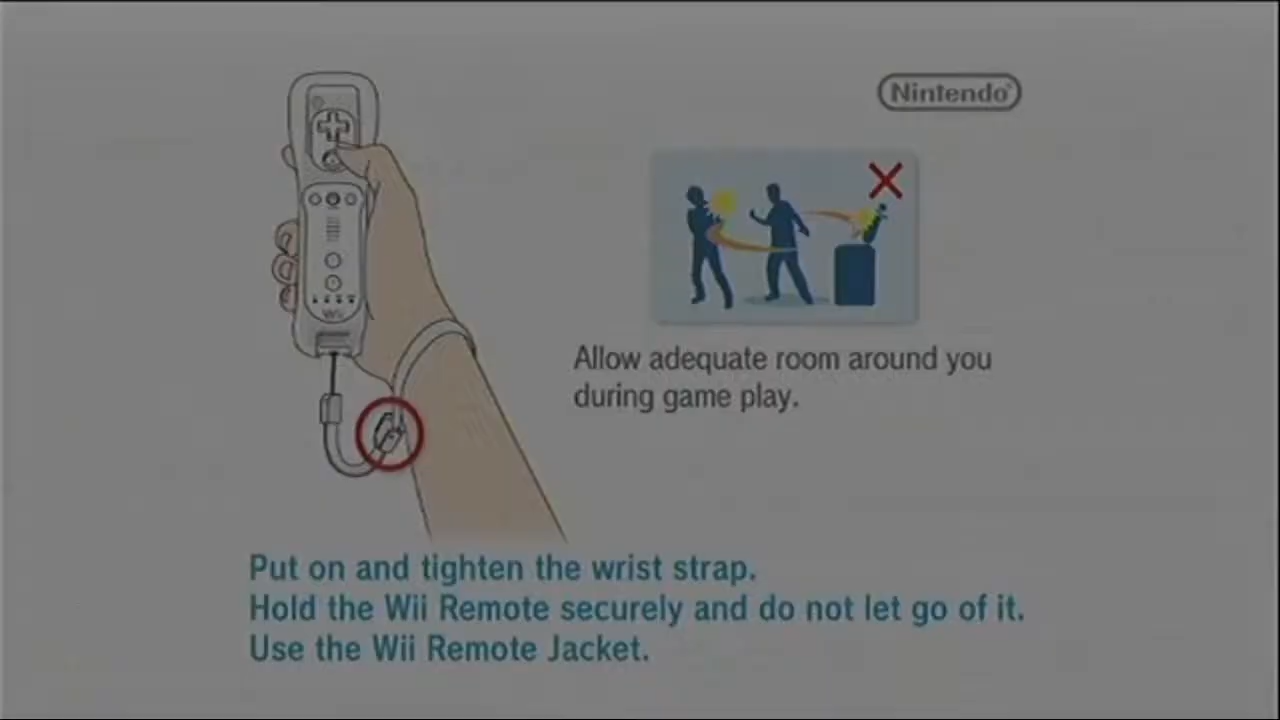 Nintendo
Wii
Allow adequate room around you
during game play.
Put on and tighten the wrist strap.
Hold the Wii Remote securely and do not let go of it.
Use the Wii Remote Jacket.